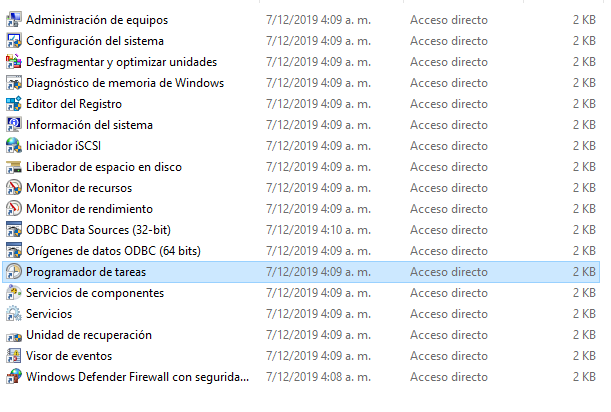 Administración de equipos 7/12/2019 4:09 a. m. Acceso directo 2 KB
Configuración del sistema 7/12/2019 4:09 a. m. Acceso directo 2 KB
Desfragmentar y optimizar unidades 7/12/2019 4:09 a. m. Acceso directo 2 KB
Diagnóstico de memoria de Windows 7/12/2019 4:09 a. m. Acceso directo 2 KB
Editor del Registro 7/12/2019 4:09 a. m. Acceso directo 2 KB
Información del sistema 7/12/2019 4:09 a. m. Acceso directo 2 KB
Iniciador iSCSI 7/12/2019 4:09 a. m. Acceso directo 2 KB
Liberador de espacio en disco 7/12/2019 4:09 a. m. Acceso directo 2 KB
Monitor de recursos 7/12/2019 4:09 a. m. Acceso directo 2 KB
Monitor de rendimiento 7/12/2019 4:09 a. m. Acceso directo 2 KB
ODBC Data Sources (32-bit) 7/12/2019 4:10 a. m. Acceso directo 2 KB
Orígenes de datos ODBC (64 bits) 7/12/2019 4:09 a. m. Acceso directo 2 KB
Programador de tareas 7/12/2019 4:09 a. m. Acceso directo 2 KB
Servicios de componentes 7/12/2019 4:09 a. m. Acceso directo 2 KB
Servicios 7/12/2019 4:09 a. m. Acceso directo 2 KB
Unidad de recuperación 7/12/2019 4:09 a. m. Acceso directo 2 KB
Visor de eventos 7/12/2019 4:09 a. m. Acceso directo 2 KB
Windows Defender Firewall con segurida... 7/12/2019 4:08 a. m. Acceso directo 2 KB